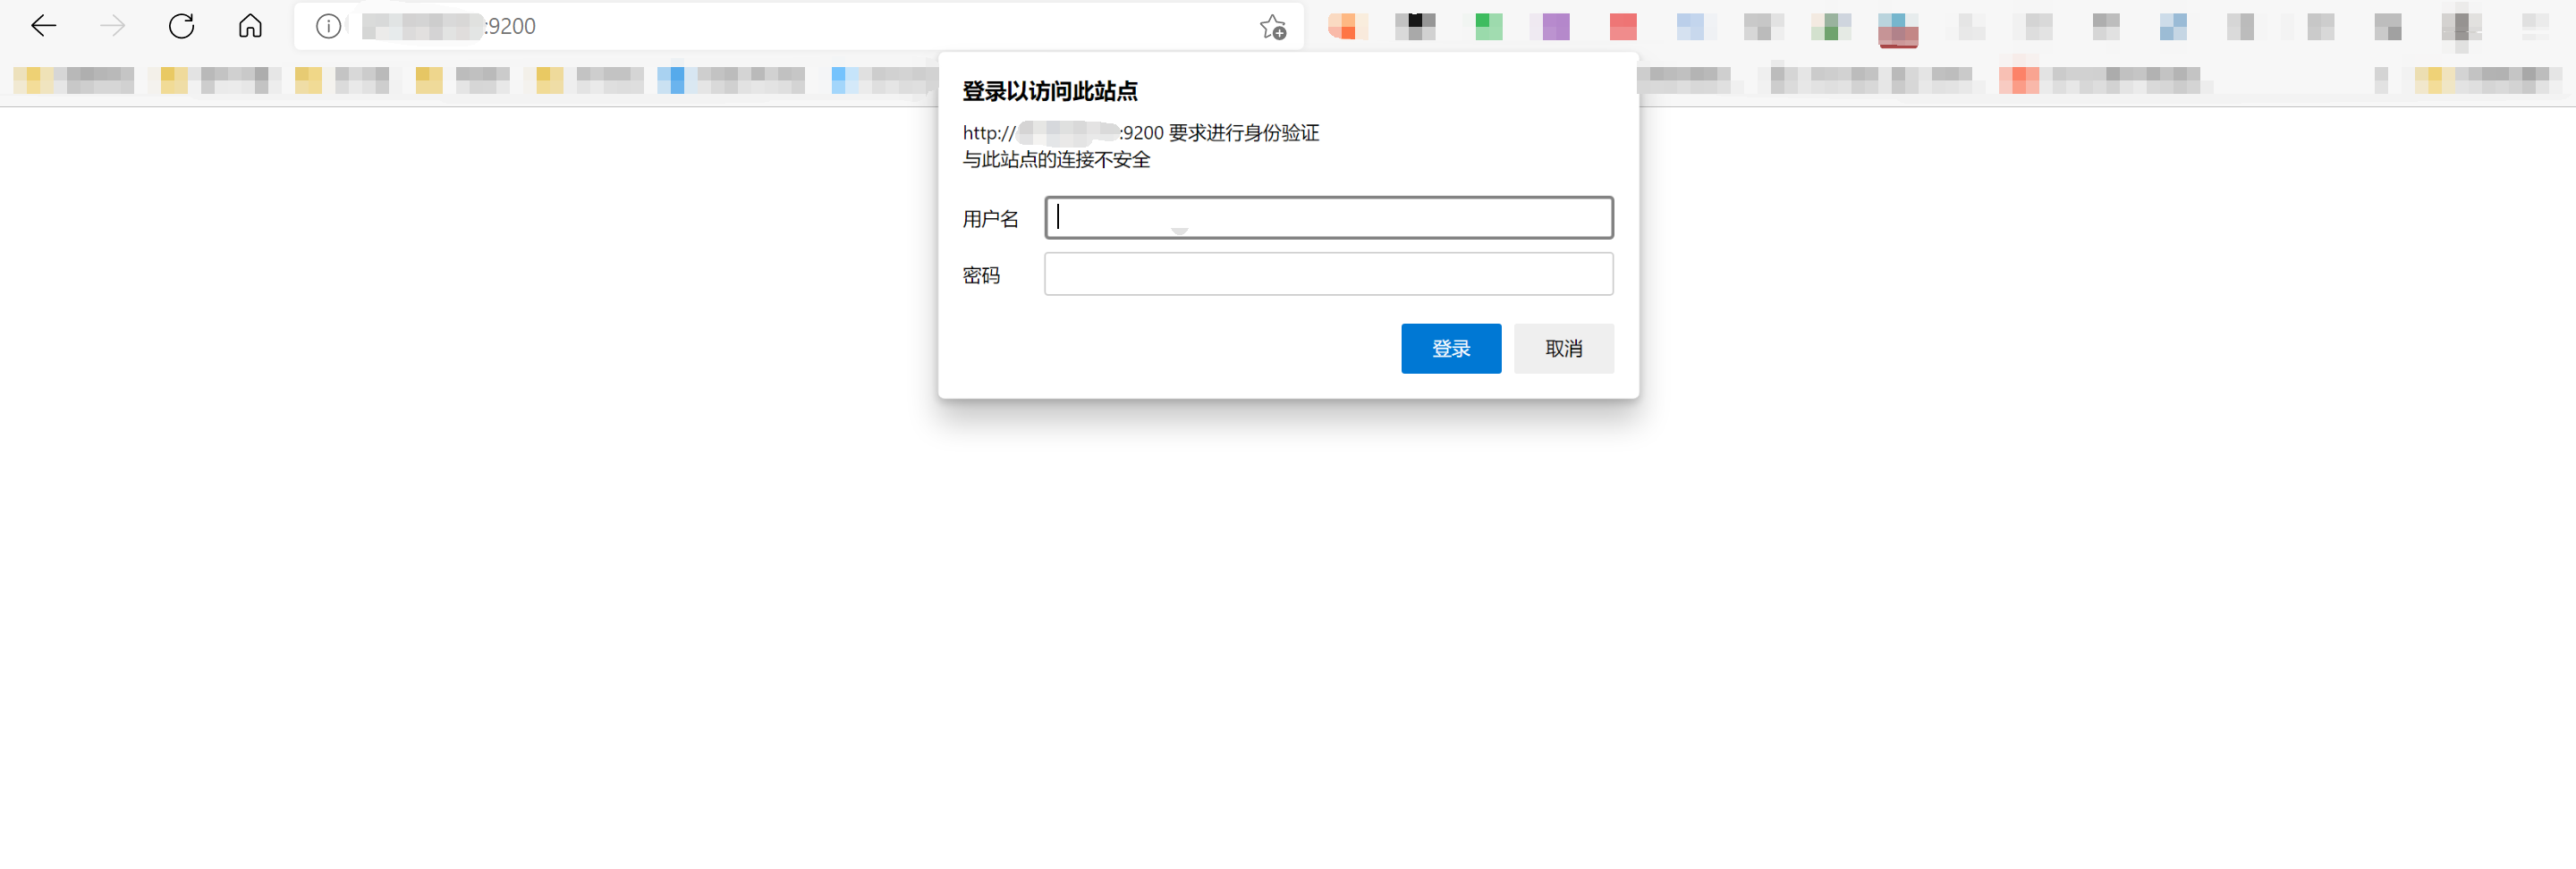 :9200
登录以访问此站点
http:// :9200 要求进行身份验证
与此站点的连接不安全
用户名
密码
登录 取消